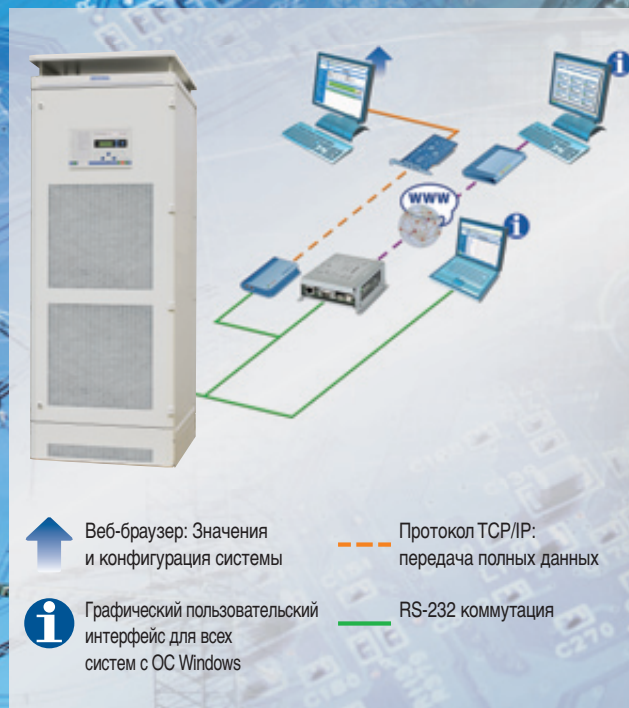 WWW
Веб-браузер: Значения
и конфигурация системы
Протокол TCP/IP:
передача полных данных
Графический пользовательский
интерфейс для всех
систем с ОС Windows
RS-232 коммутация
C270